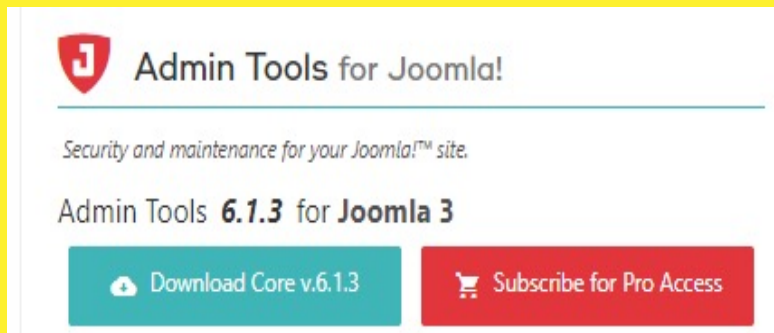 Admin Tools for Joomla!
Security and maintenance for your Joomla!™ site.
Admin Tools 6.1.3 for Joomla 3
Download Core v.6.1.3
Subscribe for Pro Access